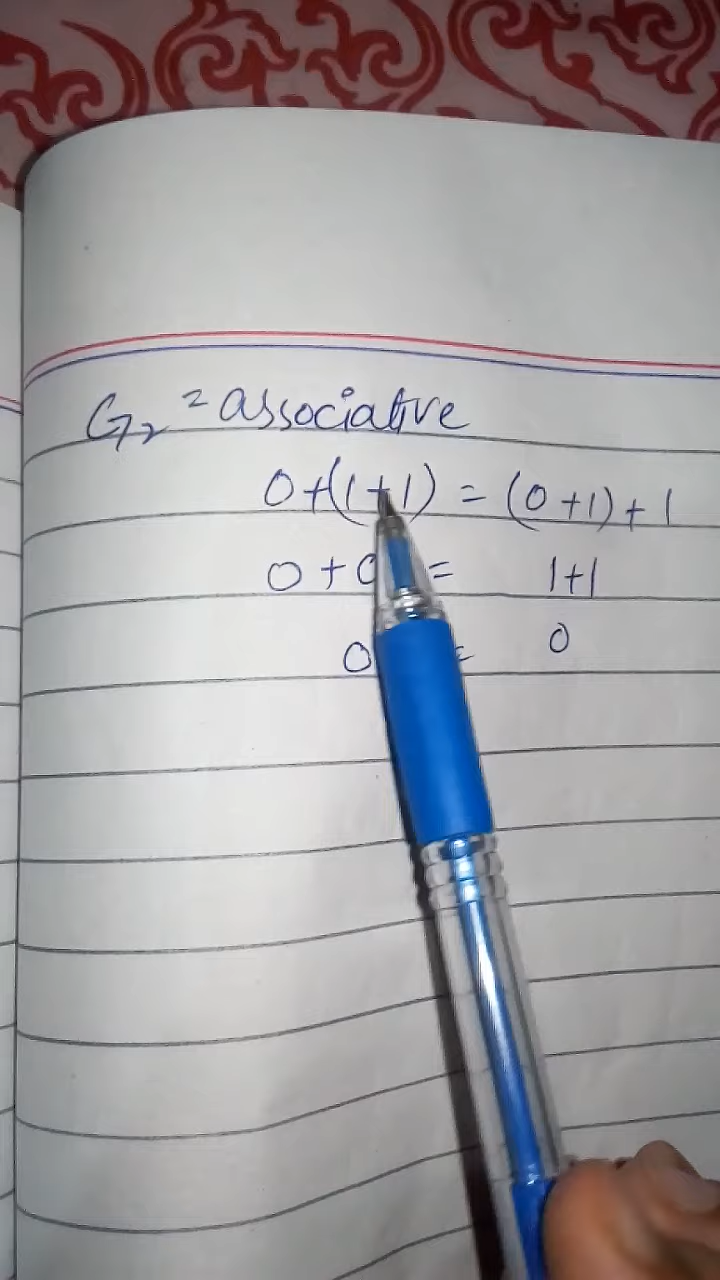 G₂ = associative
0+(1+1) = (0+1)+1
0+0 = 1+1
0 = 0